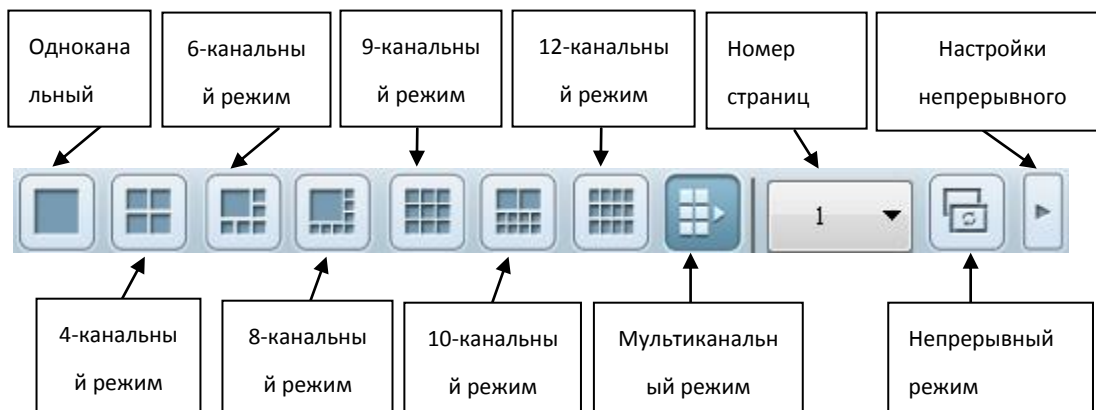 Однокана
льный
6-канальны
й режим
9-канальны
й режим
12-канальны
й режим
Номер
страниц
Настройки
непрерывного
1
4-канальны
й режим
8-канальны
й режим
10-канальны
й режим
Мультиканальн
ый режим
Непрерывный
режим